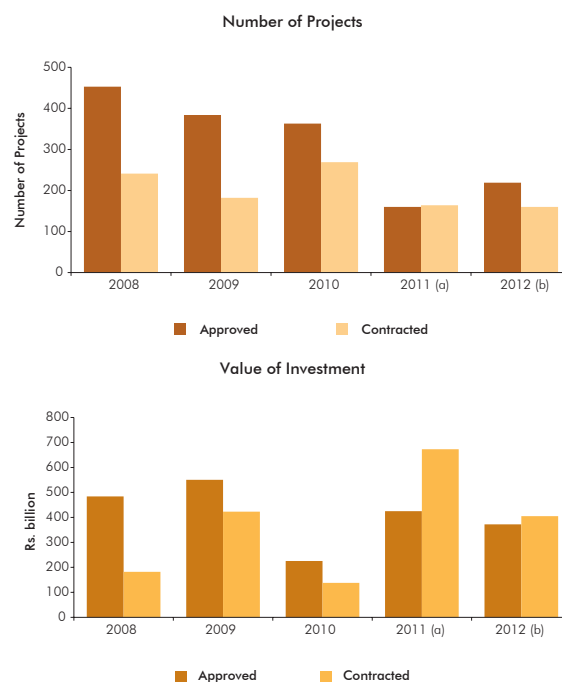 Number of Projects
500
400
300
200
100
0
Number of Projects
2008 2009 2010 2011 (a) 2012 (b)
Approved Contracted
Value of Investment
800
700
600
500
400
300
200
100
0
Rs. billion
2008 2009 2010 2011 (a) 2012 (b)
Approved Contracted